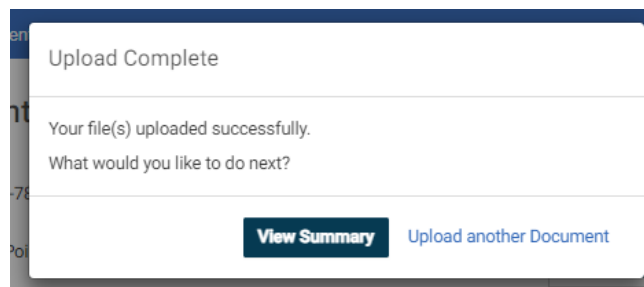 Upload Complete
Your file(s) uploaded successfully.
What would you like to do next?
View Summary Upload another Document